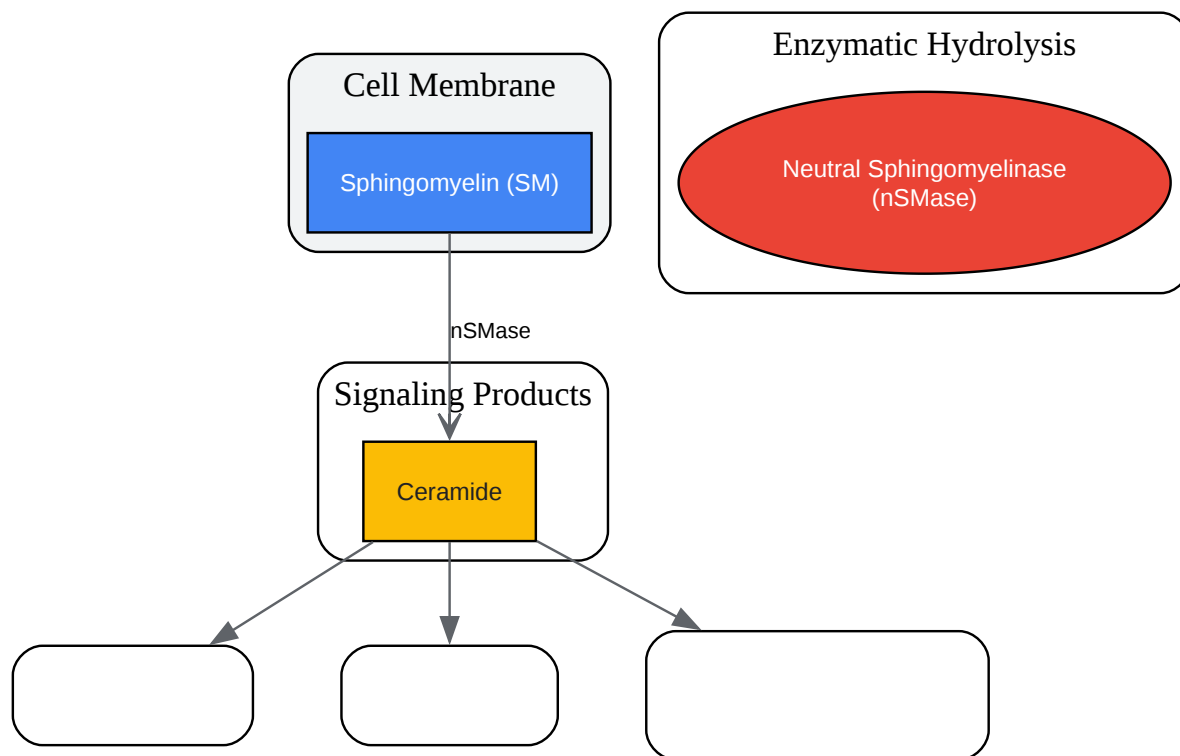 Enzymatic Hydrolysis
Cell Membrane
Neutral Sphingomyelinase
(nSMase)
Sphingomyelin (SM)
nSMase
Signaling Products
Ceramide